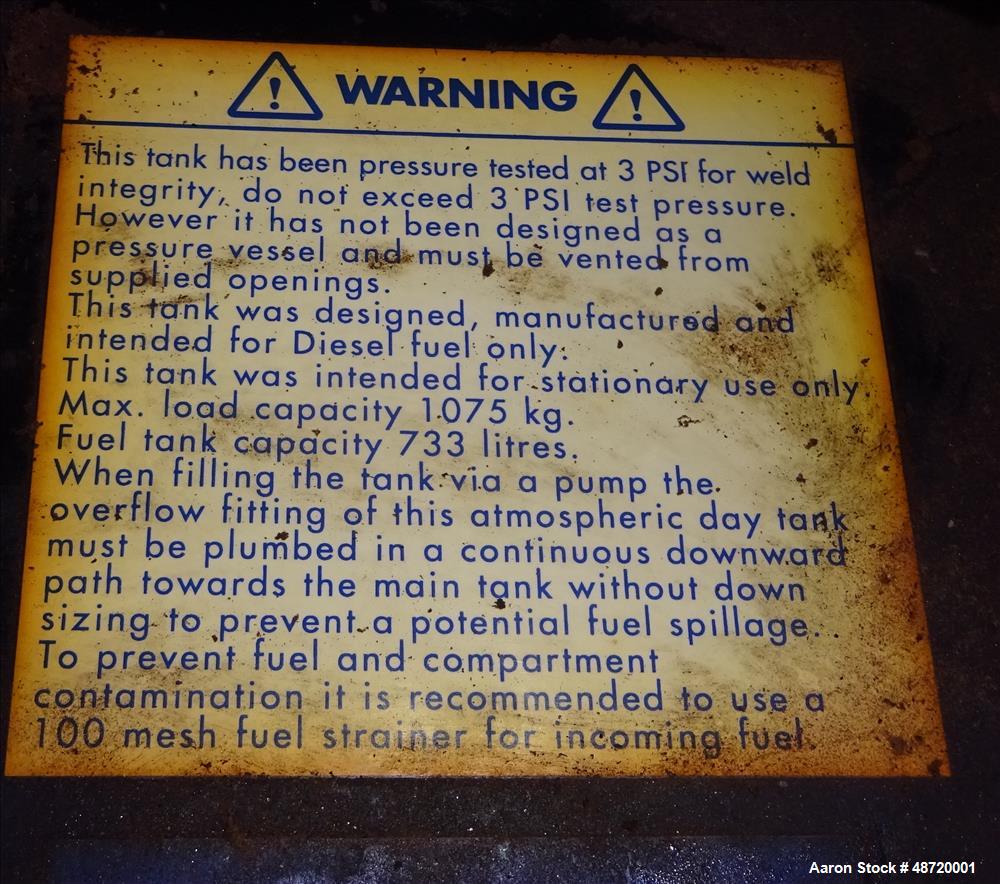 WARNING
This tank has been pressure tested at 3 PSI for weld
integrity, do not exceed 3 PSI test pressure.
However it has not been designed as a
pressure vessel and must be vented from
supplied openings.
This tank was designed, manufactured and
intended for Diesel fuel only.
This tank was intended for stationary use only.
Max. load capacity 1075 kg.
Fuel tank capacity 733 litres.
When filling the tank via a pump the
overflow fitting of this atmospheric day tank
must be plumbed in a continuous downward
path towards the main tank without down
sizing to prevent a potential fuel spillage.
To prevent fuel and compartment
contamination it is recommended to use a
100 mesh fuel strainer for incoming fuel.
Aaron Stock # 48720001